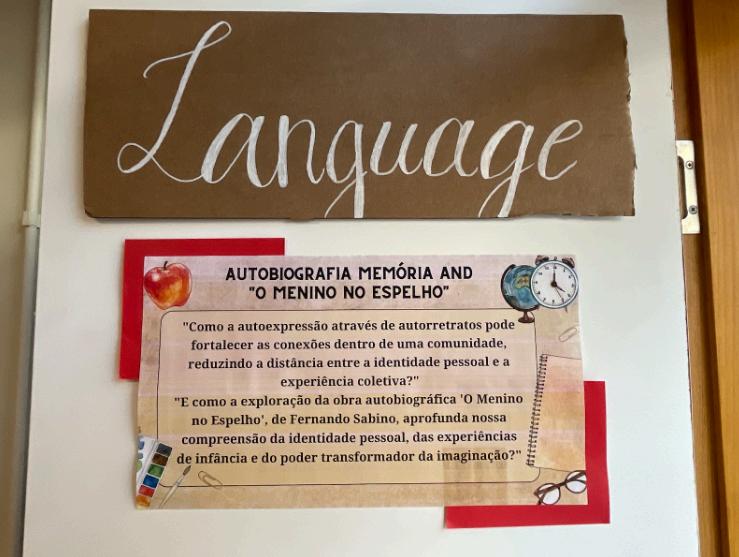 Language
AUTOBIOGRAFIA MEMÓRIA AND
"O MENINO NO ESPELHO"
"Como a autoexpressão através de autorretratos pode
fortalecer as conexões dentro de uma comunidade,
reduzindo a distância entre a identidade pessoal e a
experiência coletiva?"
"E como a exploração da obra autobiográfica 'O Menino
no Espelho', de Fernando Sabino, aprofunda nossa
compreensão da identidade pessoal, das experiências
de infância e do poder transformador da imaginação?"